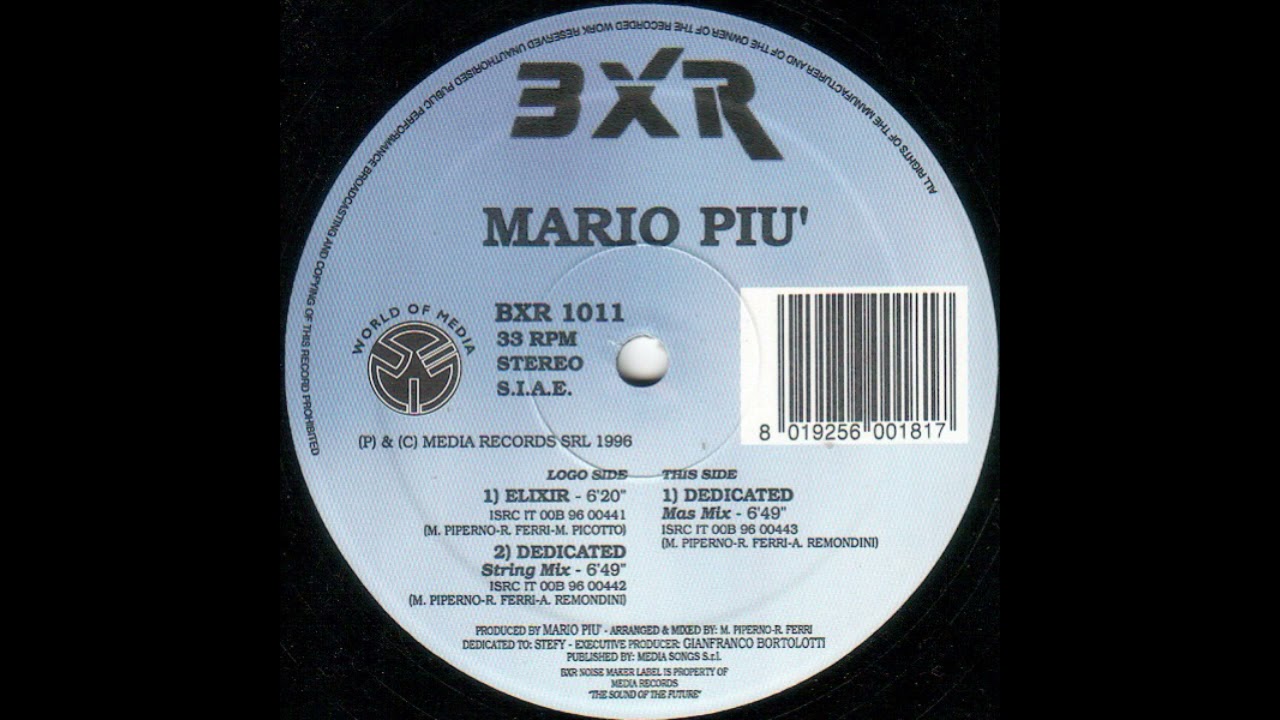 ALL RIGHTS OF THE MANUFACTURER AND OF THE OWNER OF THE RECORDED WORK RESERVED UNAUTHORISED PUBLIC PERFORMANCE BROADCASTING AND COPYING OF THIS RECORD PROHIBITED
BXR
MARIO PIU'
WORLD OF MEDIA
BXR 1011
33 RPM
STEREO
S.I.A.E.
8 019256 001817
(P) & (C) MEDIA RECORDS SRL 1996
LOGO SIDE
1) ELIXIR - 6'20"
ISRC IT 00B 96 00441
(M. PIPERNO-R. FERRI-M. PICOTTO)
2) DEDICATED
String Mix - 6'49"
ISRC IT 00B 96 00442
(M. PIPERNO-R. FERRI-A. REMONDINI)
THIS SIDE
1) DEDICATED
Mas Mix - 6'49"
ISRC IT 00B 96 00443
(M. PIPERNO-R. FERRI-A. REMONDINI)
PRODUCED BY MARIO PIU' - ARRANGED & MIXED BY: M. PIPERNO-R. FERRI
DEDICATED TO: STEFY - EXECUTIVE PRODUCER: GIANFRANCO BORTOLOTTI
PUBLISHED BY: MEDIA SONGS S.r.l.
BXR NOISE MAKER LABEL IS PROPERTY OF
MEDIA RECORDS
"THE SOUND OF THE FUTURE"